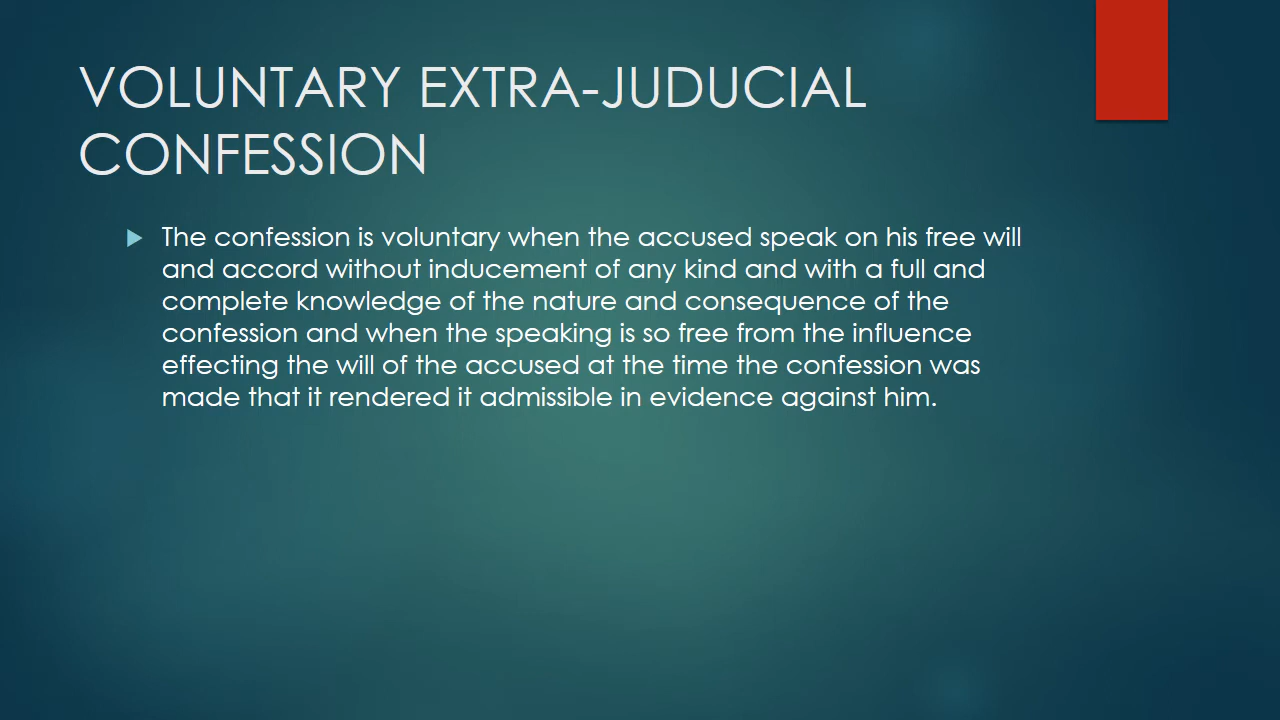 VOLUNTARY EXTRA-JUDUCIAL
CONFESSION
The confession is voluntary when the accused speak on his free will
and accord without inducement of any kind and with a full and
complete knowledge of the nature and consequence of the
confession and when the speaking is so free from the influence
effecting the will of the accused at the time the confession was
made that it rendered it admissible in evidence against him.